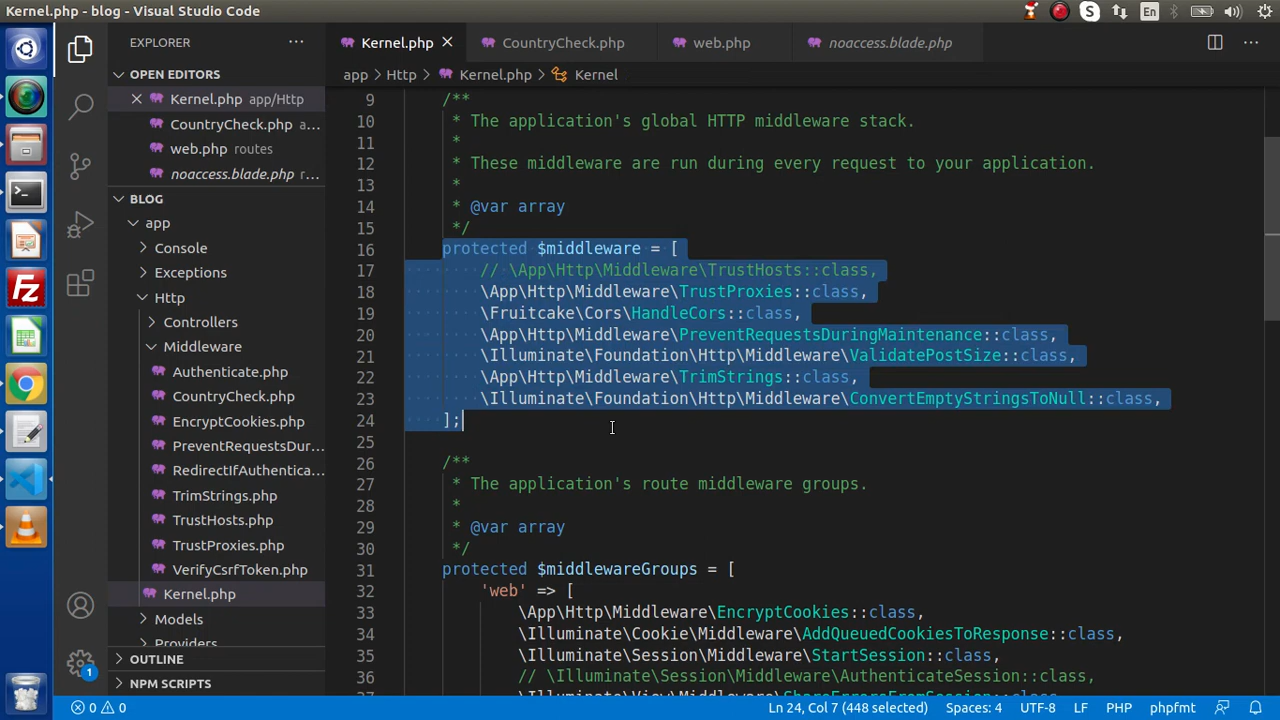 Kernel.php - blog - Visual Studio Code
S En
EXPLORER
OPEN EDITORS
Kernel.php app/Http
CountryCheck.php a...
web.php routes
noaccess.blade.php r...
BLOG
app
Console
Exceptions
Http
Controllers
Middleware
Authenticate.php
CountryCheck.php
EncryptCookies.php
PreventRequestsDur...
RedirectIfAuthentica...
TrimStrings.php
TrustHosts.php
TrustProxies.php
VerifyCsrfToken.php
Kernel.php
Models
Providers
OUTLINE
NPM SCRIPTS
1
Kernel.php CountryCheck.php web.php noaccess.blade.php
app > Http > Kernel.php > Kernel
9 /**
10 * The application's global HTTP middleware stack.
11 *
12 * These middleware are run during every request to your application.
13 *
14 * @var array
15 */
16 protected $middleware = [
17 // \App\Http\Middleware\TrustHosts::class,
18 \App\Http\Middleware\TrustProxies::class,
19 \Fruitcake\Cors\HandleCors::class,
20 \App\Http\Middleware\PreventRequestsDuringMaintenance::class,
21 \Illuminate\Foundation\Http\Middleware\ValidatePostSize::class,
22 \App\Http\Middleware\TrimStrings::class,
23 \Illuminate\Foundation\Http\Middleware\ConvertEmptyStringsToNull::class,
24 ];
25
26 /**
27 * The application's route middleware groups.
28 *
29 * @var array
30 */
31 protected $middlewareGroups = [
32 'web' => [
33 \App\Http\Middleware\EncryptCookies::class,
34 \Illuminate\Cookie\Middleware\AddQueuedCookiesToResponse::class,
35 \Illuminate\Session\Middleware\StartSession::class,
36 // \Illuminate\Session\Middleware\AuthenticateSession::class,
37 \Illuminate\View\Middleware\ShareErrorsFromSession::class,
0 0 Ln 24, Col 7 (448 selected) Spaces: 4 UTF-8 LF PHP phpfmt